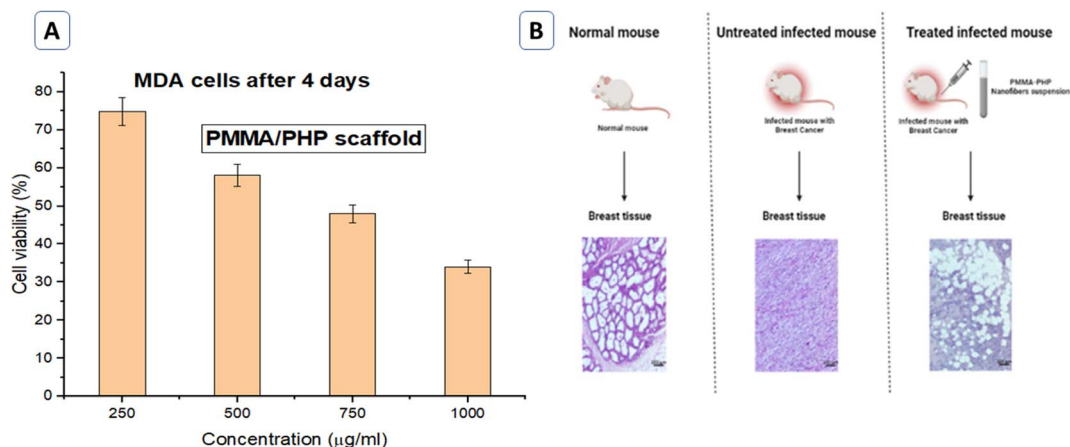 A
MDA cells after 4 days
PMMA/PHP scaffold
80
70
60
50
40
30
20
10
0
Cell viability (%)
250
500
750
1000
Concentration (μg/ml)
B
Normal mouse
Untreated infected mouse
Treated infected mouse
Normal mouse
Infected mouse with
Breast Cancer
PMMA-PHP
Nanofibers suspension
Infected mouse with
Breast Cancer
Breast tissue
Breast tissue
Breast tissue